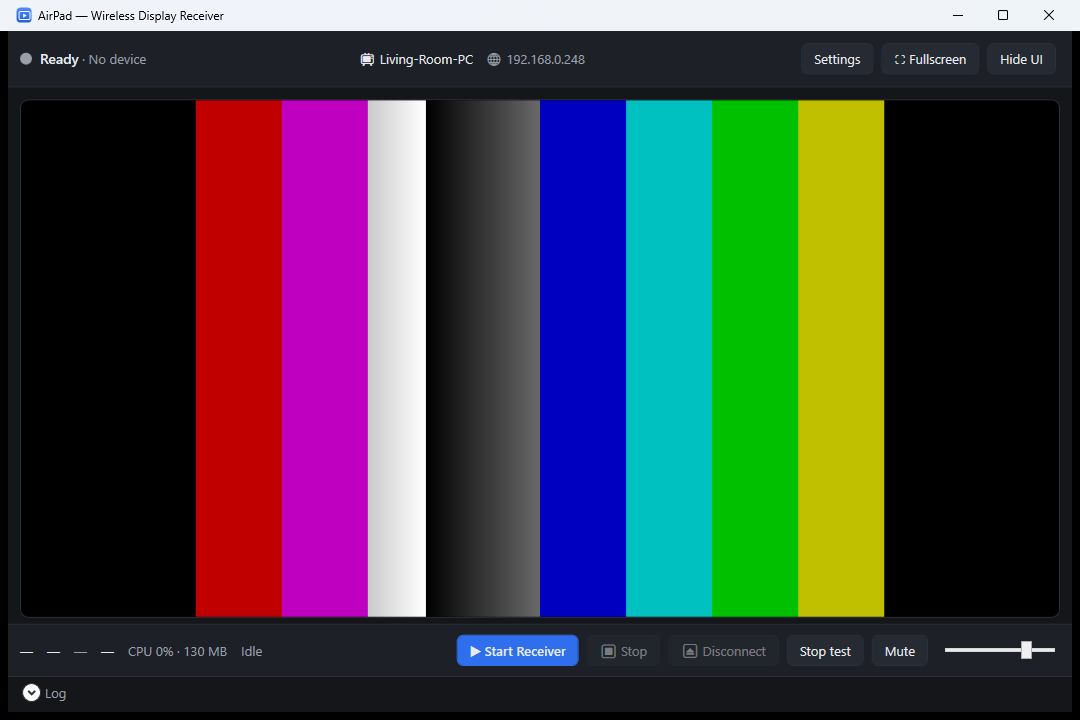 AirPad — Wireless Display Receiver
Ready · No device
Living-Room-PC
192.168.0.248
Settings
Fullscreen
Hide UI
— — — — CPU 0% · 130 MB Idle
Start Receiver
Stop
Disconnect
Stop test
Mute
Log